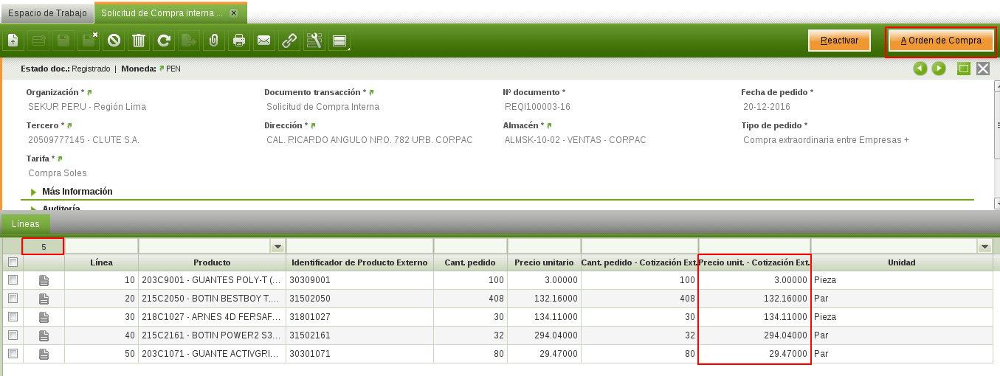 Espacio de Trabajo
Solicitud de Compra Interna ...
Reactivar
A Orden de Compra
Estado doc.: Registrado | Moneda: PEN
Organización * Documento transacción * Nº documento * Fecha de pedido *
SEKUR PERU - Región Lima Solicitud de Compra Interna REQI100003-16 20-12-2016
Tercero * Dirección * Almacén * Tipo de pedido *
20509777145 - CLUTE S.A. CAL. RICARDO ANGULO NRO. 782 URB. CORPAC ALMSK-10-02 - VENTAS - CORPAC Compra extraordinaria entre Empresas +
Tarifa *
Compra Soles
Más Información
Auditoría
Líneas
5
Línea Producto Identificador de Producto Externo Cant. pedido Precio unitario Cant. pedido - Cotización Ext. Precio unit. - Cotización Ext. Unidad
10 203C9001 - GUANTES POLY-T (... 30309001 100 3.00000 100 3.00000 Pieza
20 215C2050 - BOTIN BESTBOY T.... 31502050 408 132.16000 408 132.16000 Par
30 218C1027 - ARNES 4D FERSAF... 31801027 30 134.11000 30 134.11000 Pieza
40 215C2161 - BOTIN POWER2 S3... 31502161 32 294.04000 32 294.04000 Par
50 203C1071 - GUANTE ACTIVGRI... 30301071 80 29.47000 80 29.47000 Par